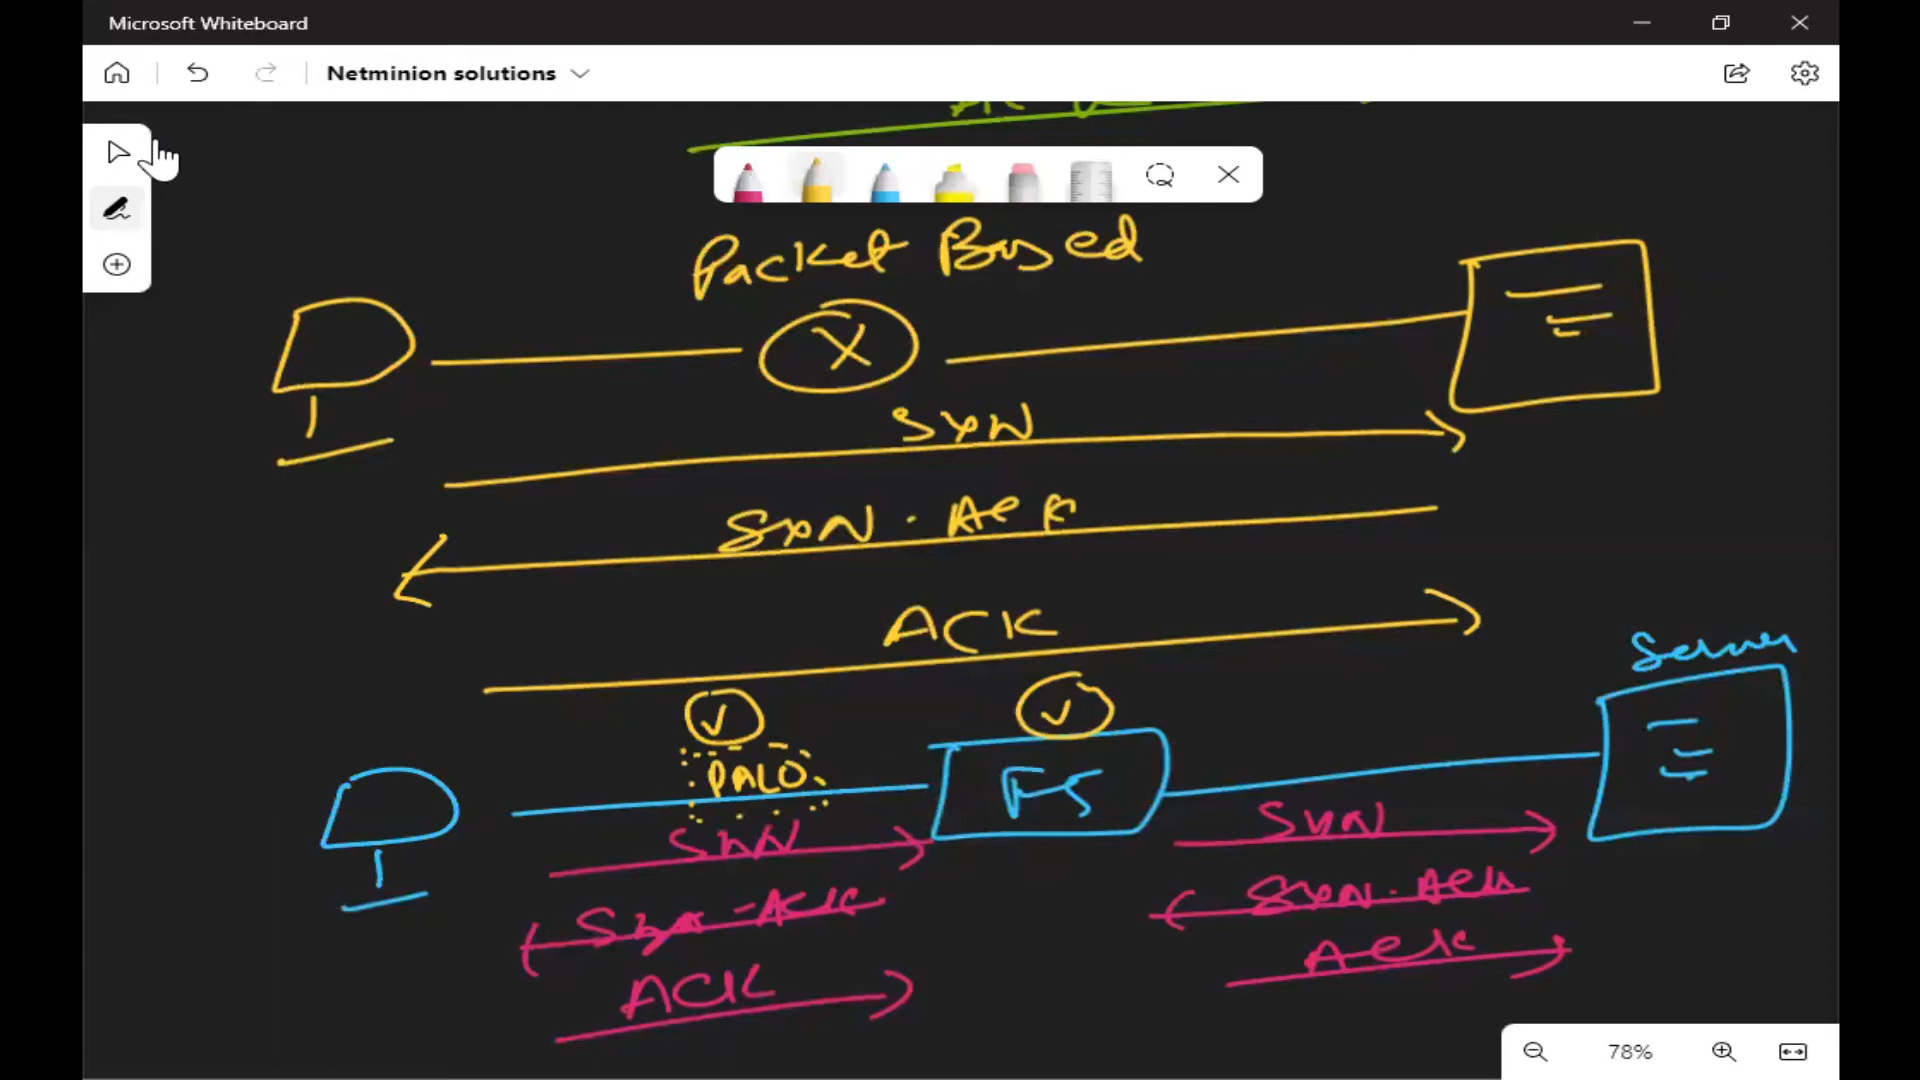 Microsoft Whiteboard
Netminion solutions
Packet Based
SYN
SYN.ACK
ACK
Server
PALO
F5
SYN
SYN
SYN-ACK
SYN.ACK
ACK
ACK
78%